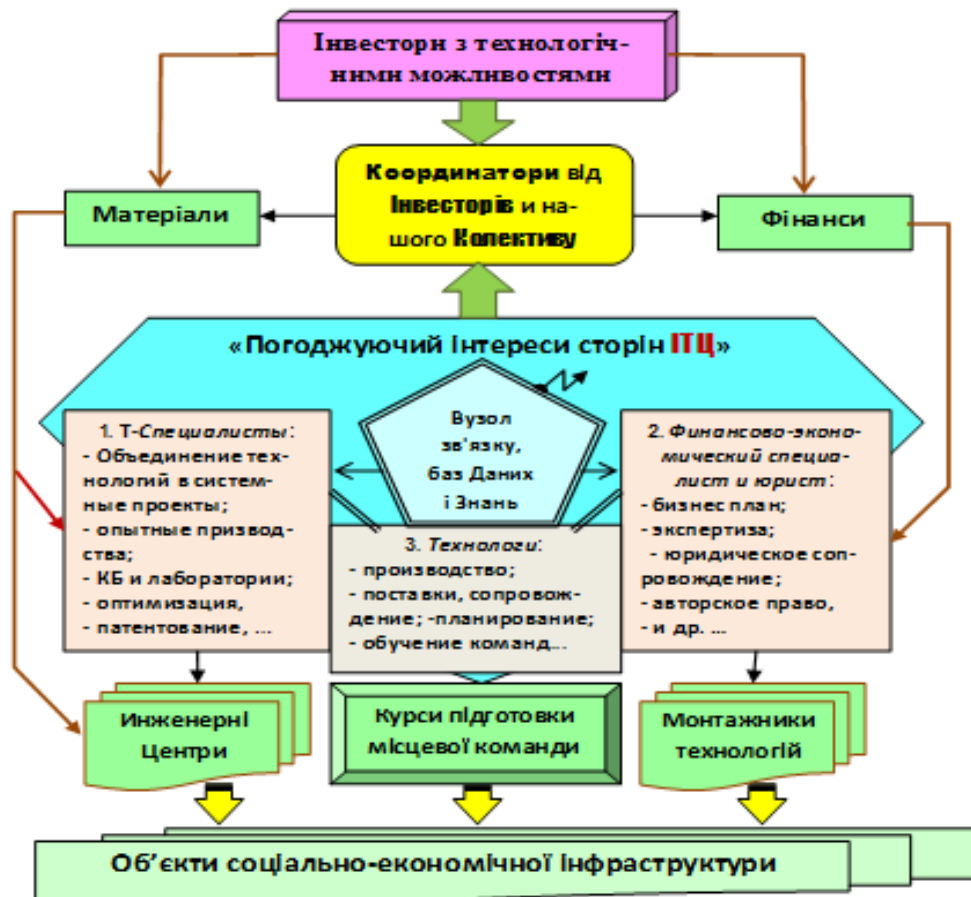 Інвестори з технологіч-
ними можливостями
Координатори від
Інвесторів и на-
шого Колективу
Матеріали
Фінанси
«Погоджуючий інтереси сторін ІТЦ»
Вузол
зв'язку,
баз Даних
і Знань
1. Т-Специалисты:
- Объединение тех-
нологий в систем-
ные проекты;
- опытные призвод-
ства;
- КБ и лаборатории;
- оптимизация,
- патентование, ...
2. Финансово-эконо-
мический специа-
лист и юрист:
- бизнес план;
- экспертиза;
- юридическое соп-
ровождение;
- авторское право,
- и др. ...
3. Технологи:
- производство;
- поставки, сопровож-
дение; -планирование;
- обучение команд...
Инженерні
Центри
Курси підготовки
місцевої команди
Монтажники
технологій
Об’єкти соціально-економічної інфраструктури